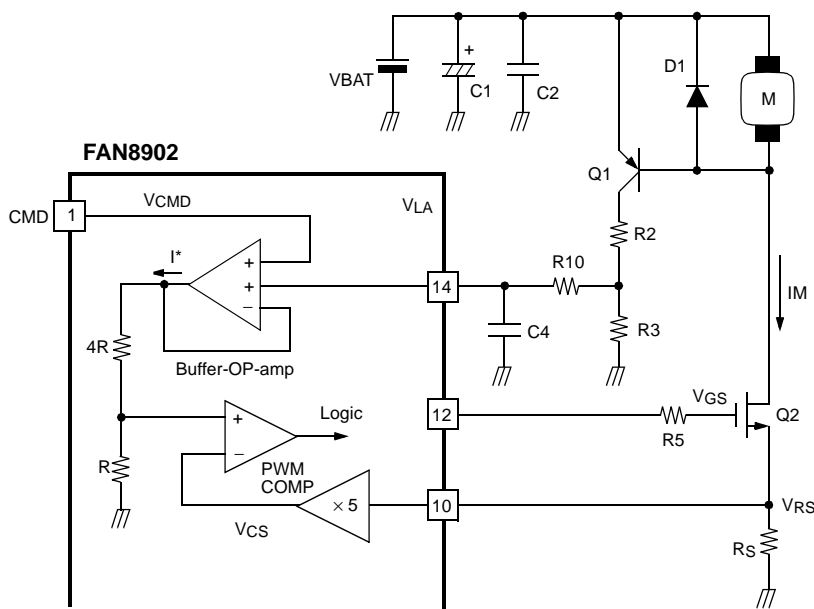 D1
+
VBAT
C1
C2
M
FAN8902
Q1
CMD
1
VCMD
VLA
R2
I*
+
+
−
14
R10
IM
4R
C4
R3
Buffer-OP-amp
VGS
Logic
12
Q2
+
−
R5
R
PWM
COMP
× 5
10
VRS
VCS
RS